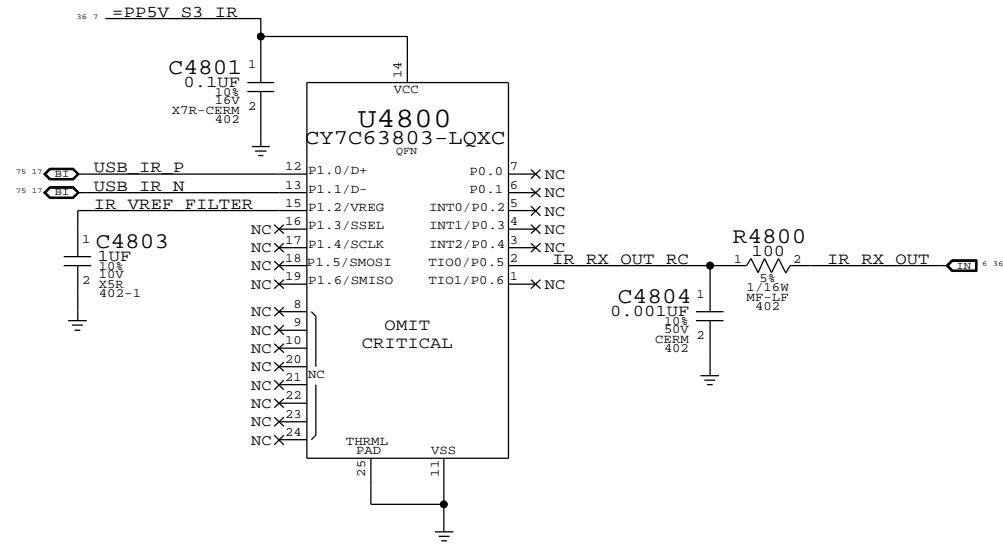 36 7 =PP5V_S3_IR
C4801 1
0.1UF
10%
16V
X7R-CERM 2
402
14
VCC
U4800
CY7C63803-LQXC
QFN
75 17 BI USB_IR_P 12 P1.0/D+ P0.0 7 NC
75 17 BI USB_IR_N 13 P1.1/D- P0.1 6 NC
IR_VREF_FILTER 15 P1.2/VREG INT0/P0.2 5 NC
NC 16 P1.3/SSEL INT1/P0.3 4 NC
NC 17 P1.4/SCLK INT2/P0.4 3 NC
NC 18 P1.5/SMOSI TIO0/P0.5 2 IR_RX_OUT_RC
NC 19 P1.6/SMISO TIO1/P0.6 1 NC
1 C4803
1UF
10%
10V
2 X5R
402-1
R4800
100
1 2 IR_RX_OUT IN 6 36
5%
1/16W
MF-LF
402
C4804 1
0.001UF
10%
50V 2
CERM
402
NC 8
NC 9
NC 10
NC 20
NC 21
NC 22
NC 23
NC 24
NC
OMIT
CRITICAL
THRML
PAD VSS
25 11